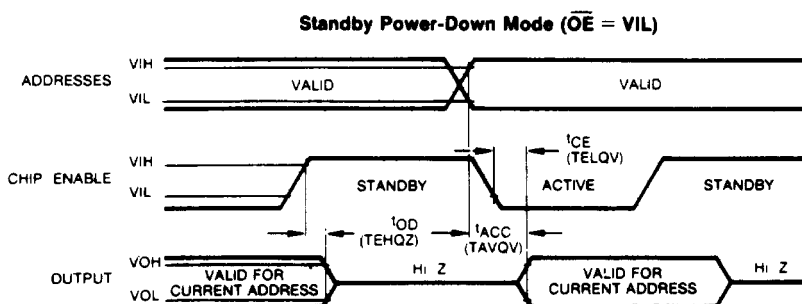 Standby Power-Down Mode (OE = VIL)
ADDRESSES
VIH
VIL
VALID
VALID
tCE
(TELQV)
CHIP ENABLE
VIH
VIL
STANDBY
ACTIVE
STANDBY
tOD
(TEHQZ)
tACC
(TAVQV)
OUTPUT
VOH
VOL
VALID FOR
CURRENT ADDRESS
HI Z
VALID FOR
CURRENT ADDRESS
HI Z